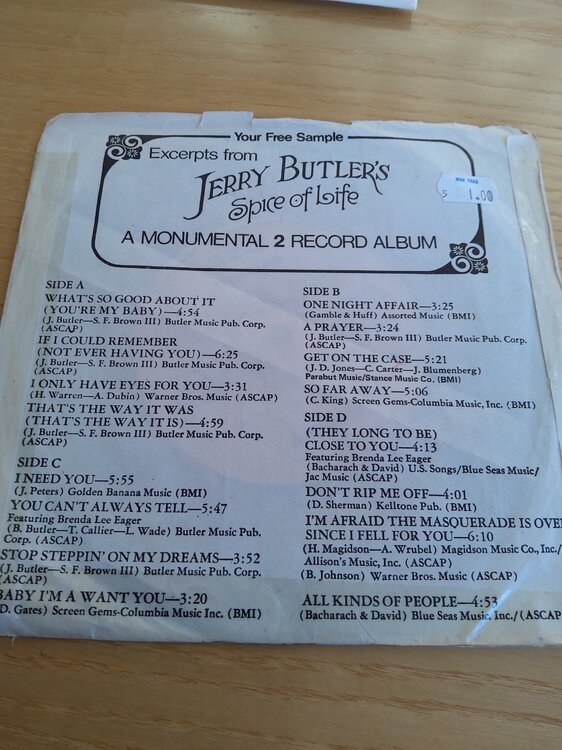 Your Free Sample
Excerpts from
JERRY BUTLER'S
Spice of Life
A MONUMENTAL 2 RECORD ALBUM
MAX TRAX
5 1.00
SIDE A
WHAT'S SO GOOD ABOUT IT
(YOU'RE MY BABY)—4:54
(J. Butler—S. F. Brown III) Butler Music Pub. Corp.
(ASCAP)
IF I COULD REMEMBER
(NOT EVER HAVING YOU)—6:25
(J. Butler—S. F. Brown III) Butler Music Pub. Corp.
(ASCAP)
I ONLY HAVE EYES FOR YOU—3:31
(H. Warren—A. Dubin) Warner Bros. Music (ASCAP)
THAT'S THE WAY IT WAS
(THAT'S THE WAY IT IS)—4:59
(J. Butler—S. F. Brown III) Butler Music Pub. Corp.
(ASCAP)
SIDE C
I NEED YOU—5:55
(J. Peters) Golden Banana Music (BMI)
YOU CAN'T ALWAYS TELL—5:47
Featuring Brenda Lee Eager
(B. Butler—T. Callier—L. Wade) Butler Music Pub.
Corp. (ASCAP)
STOP STEPPIN' ON MY DREAMS—3:52
(J. Butler—S. F. Brown III) Butler Music Pub. Corp.
(ASCAP)
BABY I'M A WANT YOU—3:20
(D. Gates) Screen Gems-Columbia Music Inc. (BMI)
SIDE B
ONE NIGHT AFFAIR—3:25
(Gamble & Huff) Assorted Music (BMI)
A PRAYER—3:24
(J. Butler—S. F. Brown III) Butler Music Pub. Corp.
(ASCAP)
GET ON THE CASE—5:21
(J. D. Jones—C. Carter—J. Blumenberg)
Parabut Music/Stance Music Co. (BMI)
SO FAR AWAY—5:06
(C. King) Screen Gems-Columbia Music, Inc. (BMI)
SIDE D
(THEY LONG TO BE)
CLOSE TO YOU—4:13
Featuring Brenda Lee Eager
(Bacharach & David) U.S. Songs/Blue Seas Music/
Jac Music (ASCAP)
DON'T RIP ME OFF—4:01
(D. Sherman) Kelltone Pub. (BMI)
I'M AFRAID THE MASQUERADE IS OVER
SINCE I FELL FOR YOU—6:10
(H. Magidson—A. Wrubel) Magidson Music Co., Inc./
Allison's Music, Inc. (ASCAP)
(B. Johnson) Warner Bros. Music (ASCAP)
ALL KINDS OF PEOPLE—4:53
(Bacharach & David) Blue Seas Music, Inc./(ASCAP